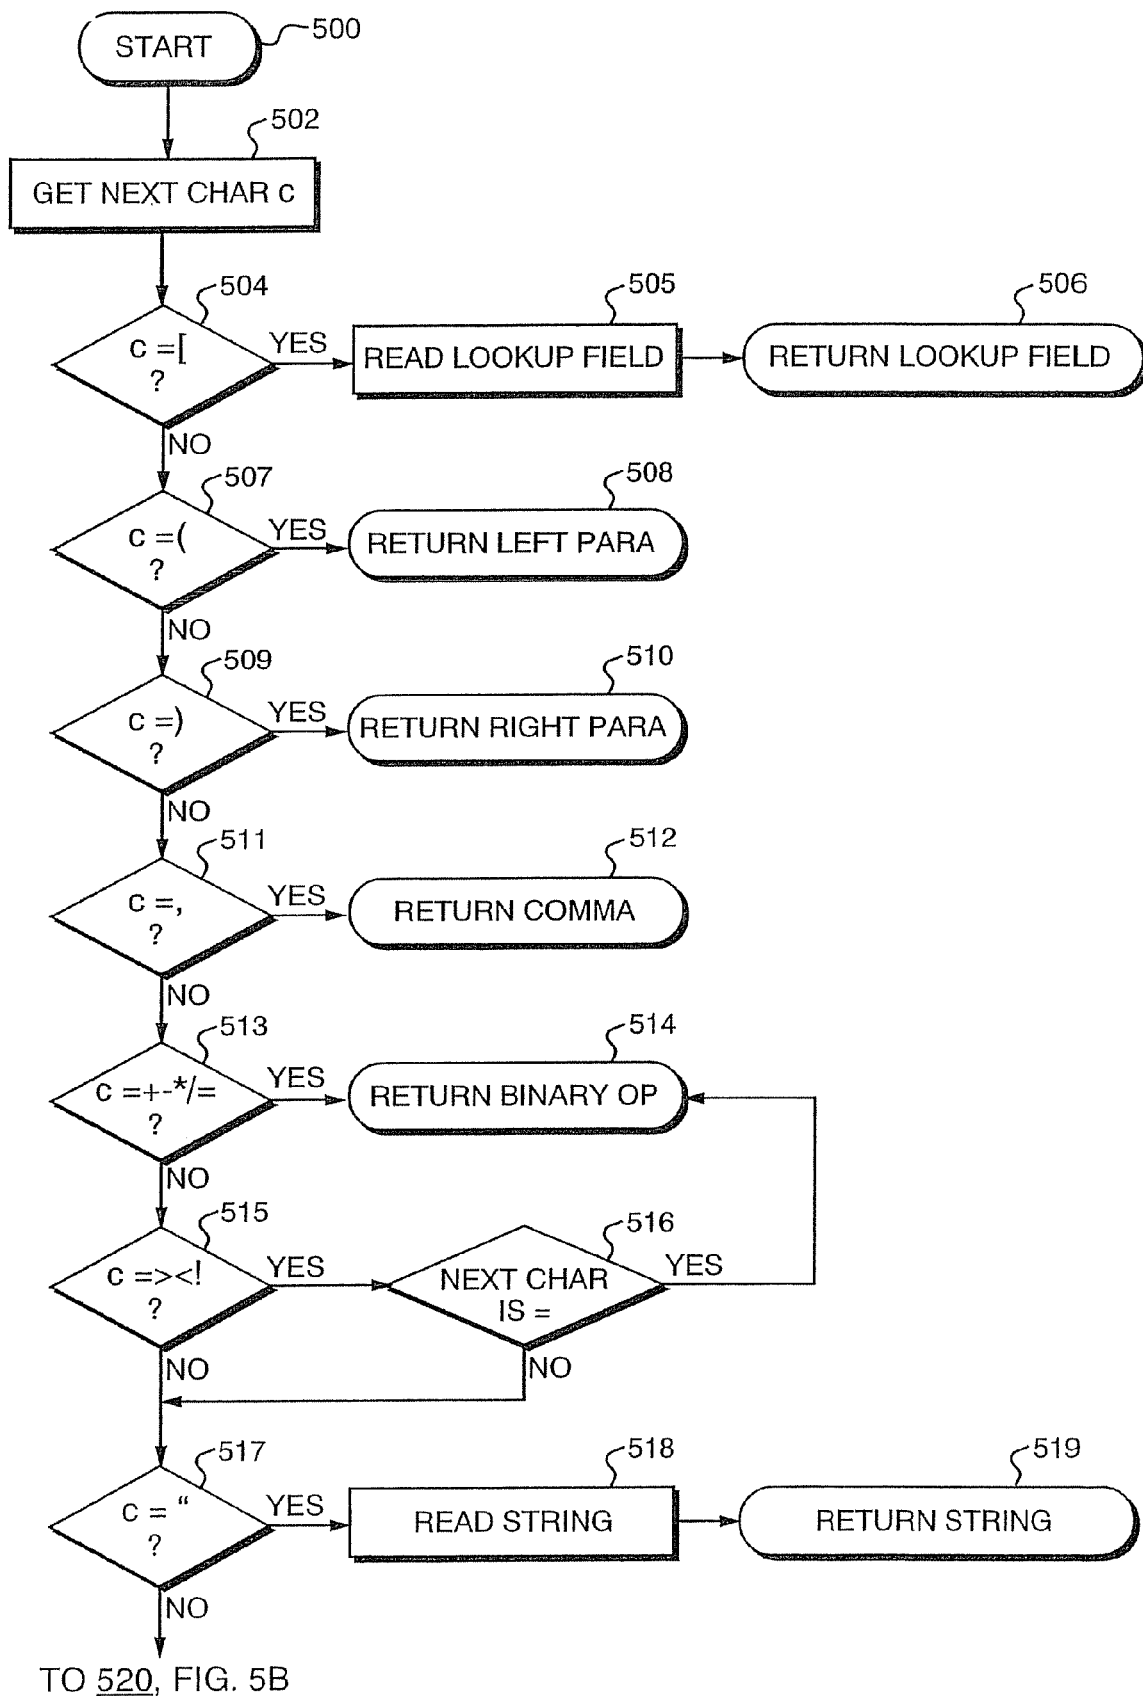 START
500
502
GET NEXT CHAR c
504
505
506
c =[
?
YES
READ LOOKUP FIELD
RETURN LOOKUP FIELD
NO
507
508
c =(
?
YES
RETURN LEFT PARA
NO
509
510
c =)
?
YES
RETURN RIGHT PARA
NO
511
512
c =,
?
YES
RETURN COMMA
NO
513
514
c =+-*/=
?
YES
RETURN BINARY OP
NO
515
516
c =><!
?
YES
NEXT CHAR
IS =
YES
NO
NO
517
518
519
c = “
?
YES
READ STRING
RETURN STRING
NO
TO 520, FIG. 5B